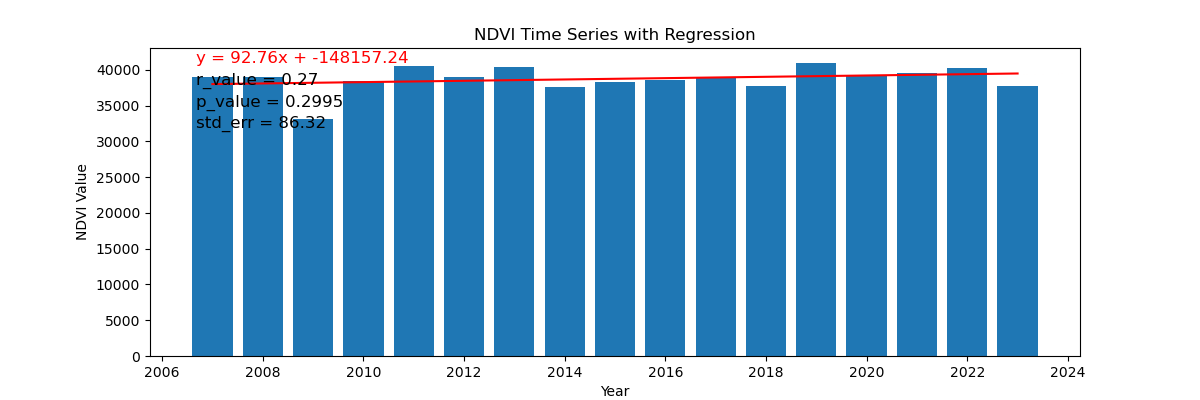 NDVI Time Series with Regression
y = 92.76x + -148157.24
r_value = 0.27
p_value = 0.2995
std_err = 86.32
NDVI Value
40000
35000
30000
25000
20000
15000
10000
5000
0
2006 2008 2010 2012 2014 2016 2018 2020 2022 2024
Year